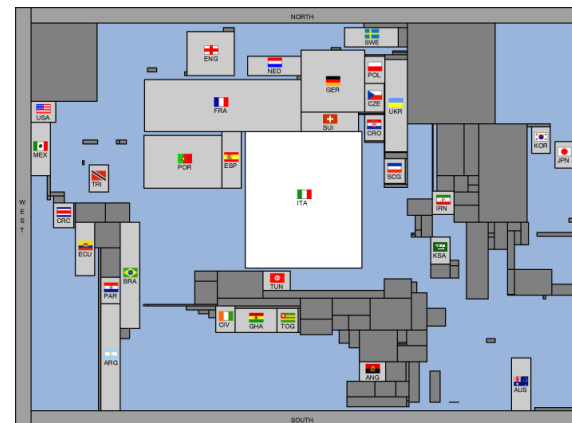 NORTH
SWE
ENG
NED
POL
GER
UKR
FRA
CZE
USA
SUI
CRO
KOR
MEX
JPN
POR
ESP
SCG
TRI
ITA
IRN
WEST
CRC
ECU
BRA
KSA
TUN
PAR
CIV
GHA
TOG
ARG
ANG
AUS
SOUTH